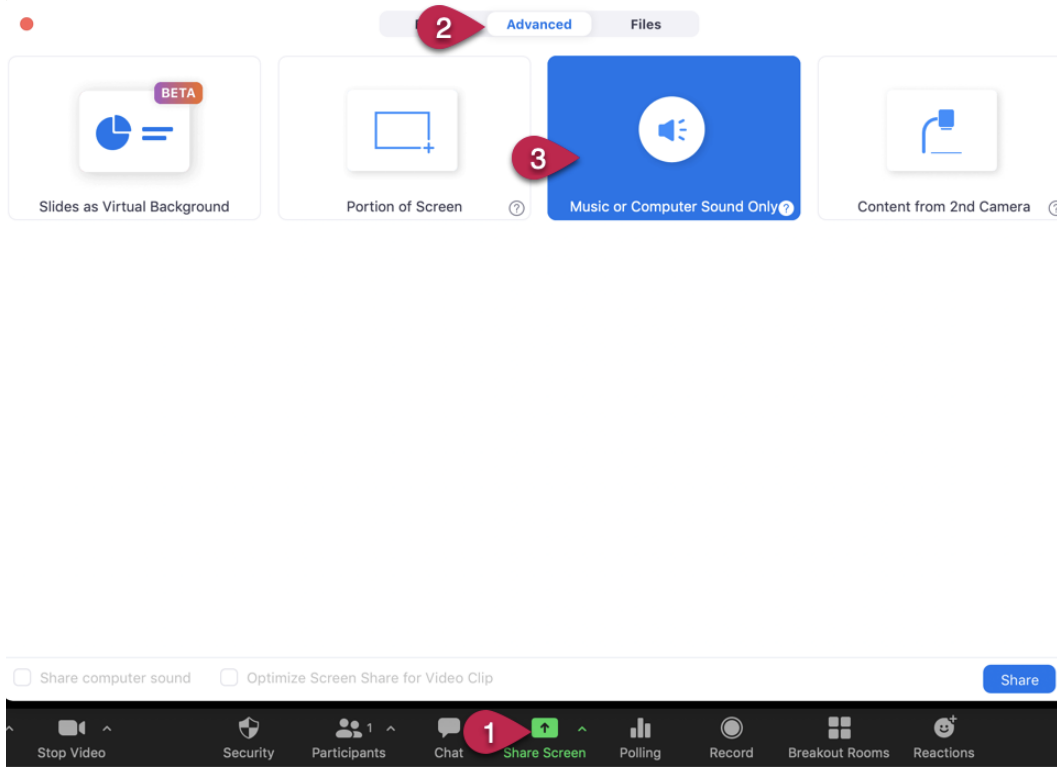 2 Advanced Files
BETA
3
Slides as Virtual Background
Portion of Screen ?
Music or Computer Sound Only ?
Content from 2nd Camera ?
Share computer sound Optimize Screen Share for Video Clip Share
1
1
Stop Video Security Participants Chat Share Screen Polling Record Breakout Rooms Reactions